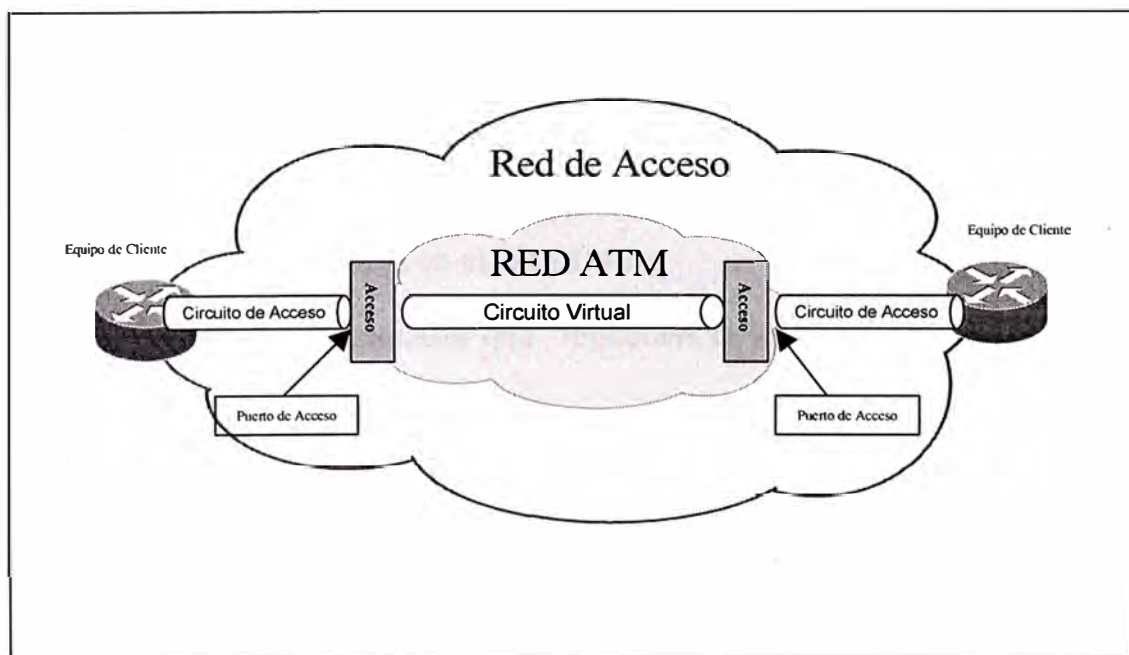 Red de Acceso
Equipo de Cliente
Equipo de Cliente
RED ATM
Circuito de Acceso
Acceso
Circuito Virtual
Acceso
Circuito de Acceso
Puerto de Acceso
Puerto de Acceso